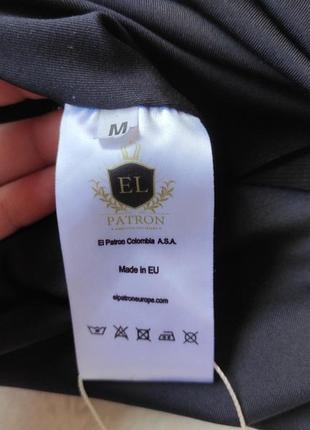 M
EL
PATRON
El Patron Colombia A.S.A.
Made in EU
elpatroneurope.com